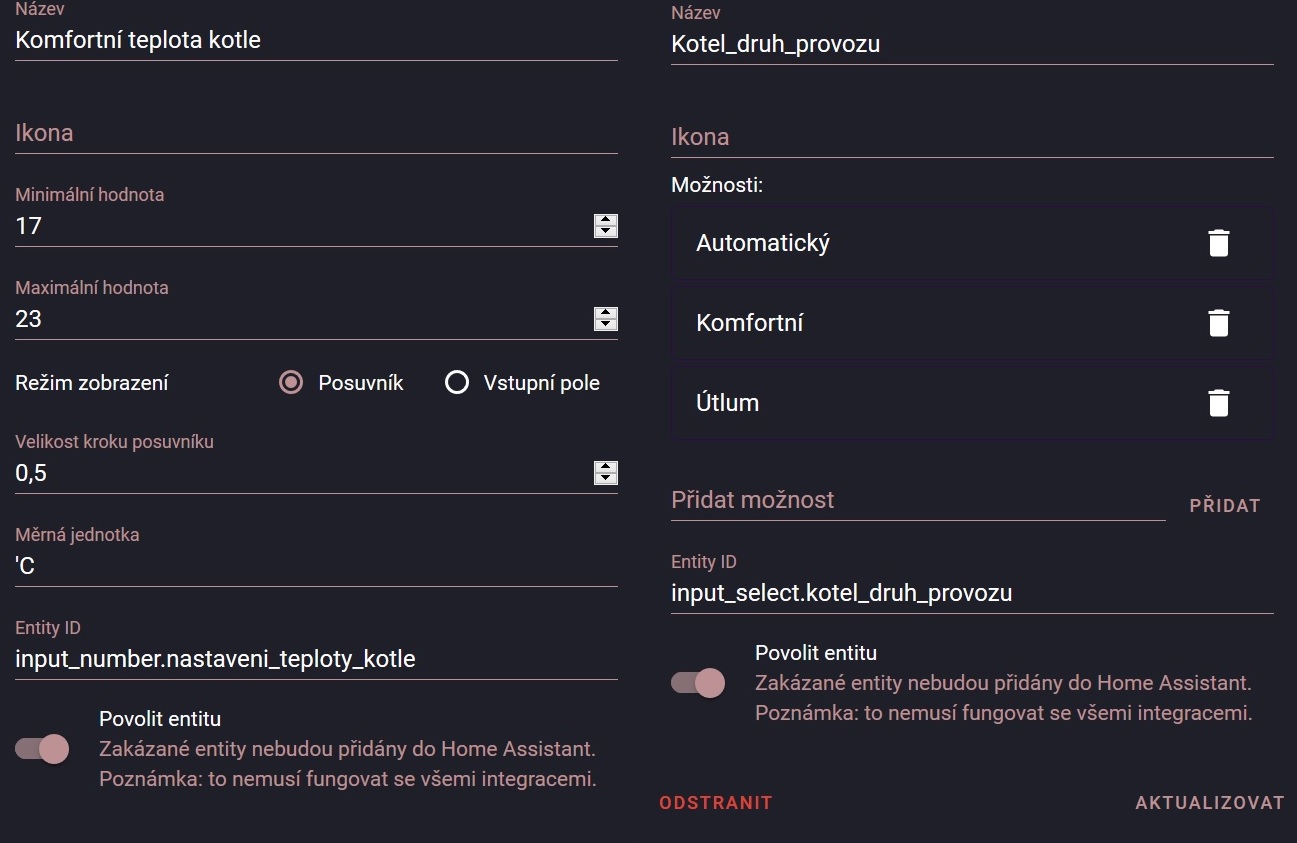 Název
Komfortní teplota kotle
Ikona
Minimální hodnota
17
Maximální hodnota
23
Režim zobrazení
Posuvník
Vstupní pole
Velikost kroku posuvníku
0,5
Měrná jednotka
'C
Entity ID
input_number.nastaveni_teploty_kotle
Povolit entitu
Zakázané entity nebudou přidány do Home Assistant.
Poznámka: to nemusí fungovat se všemi integracemi.
Název
Kotel_druh_provozu
Ikona
Možnosti:
Automatický
Komfortní
Útlum
Přidat možnost
PŘIDAT
Entity ID
input_select.kotel_druh_provozu
Povolit entitu
Zakázané entity nebudou přidány do Home Assistant.
Poznámka: to nemusí fungovat se všemi integracemi.
ODSTRANIT
AKTUALIZOVAT